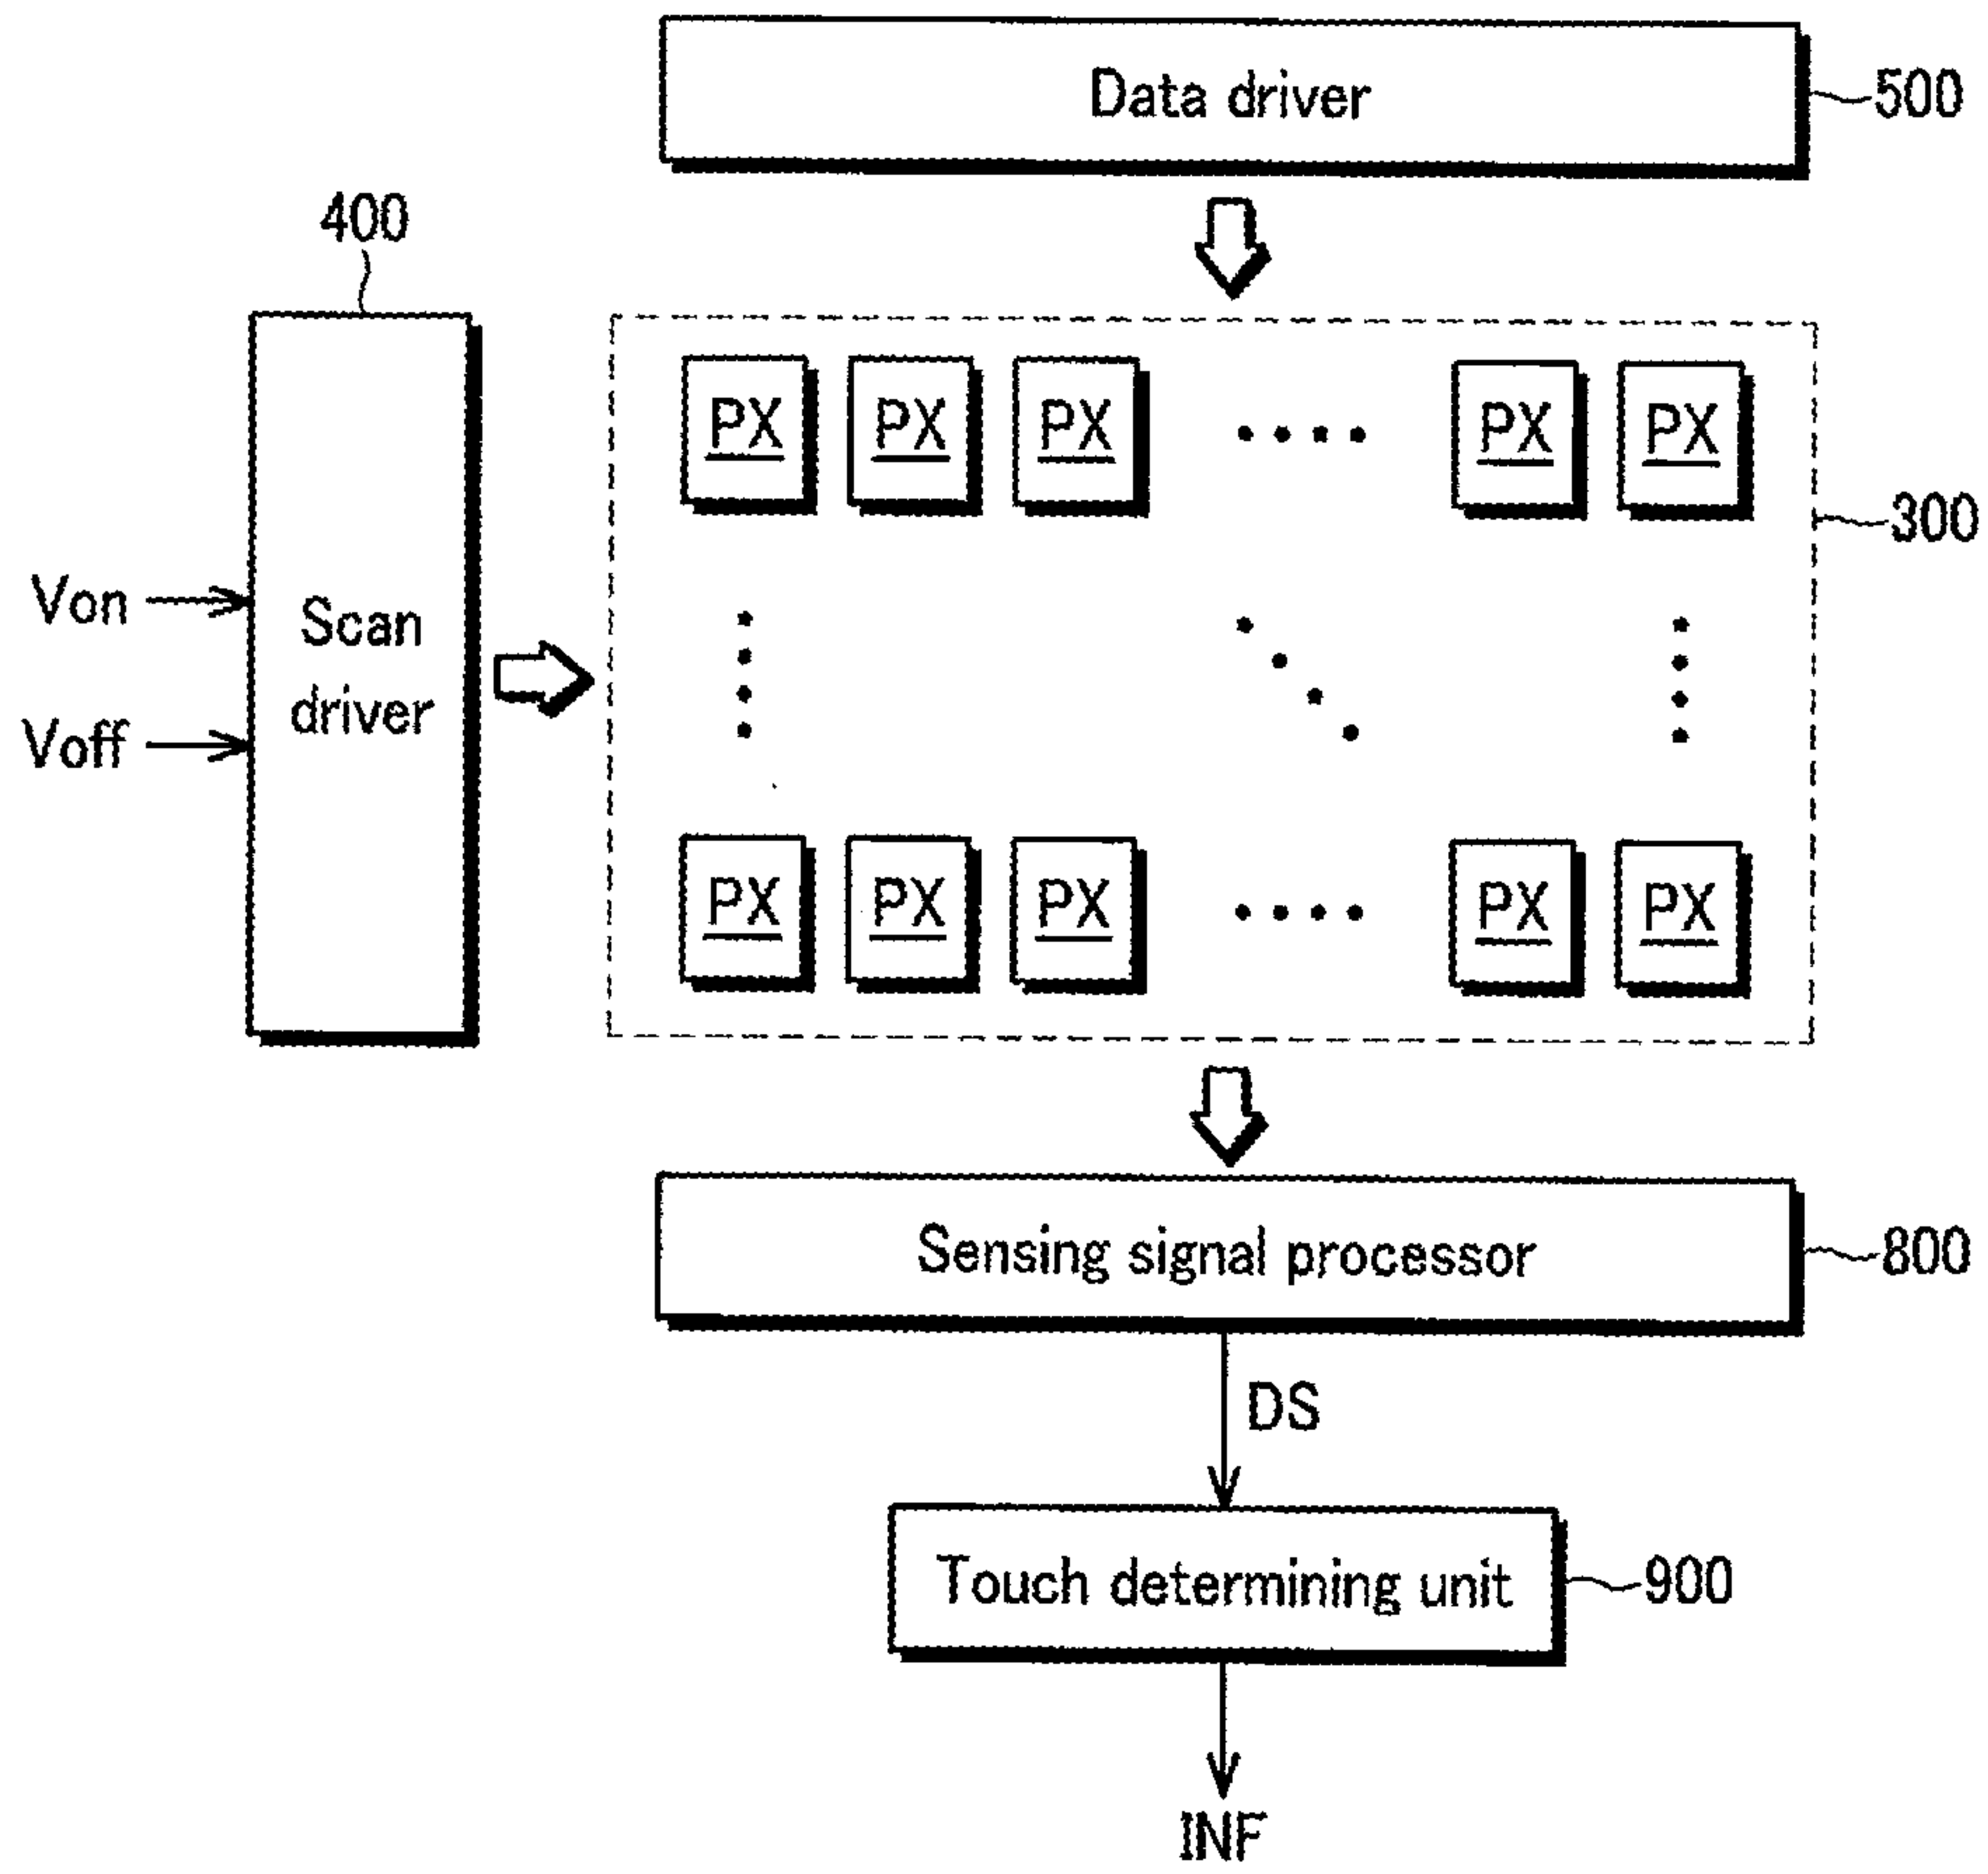 Data driver
500
400
PX PX PX PX PX
300
Von
Scan
driver
Voff
PX PX PX PX PX
Sensing signal processor
800
DS
Touch determining unit
900
INF